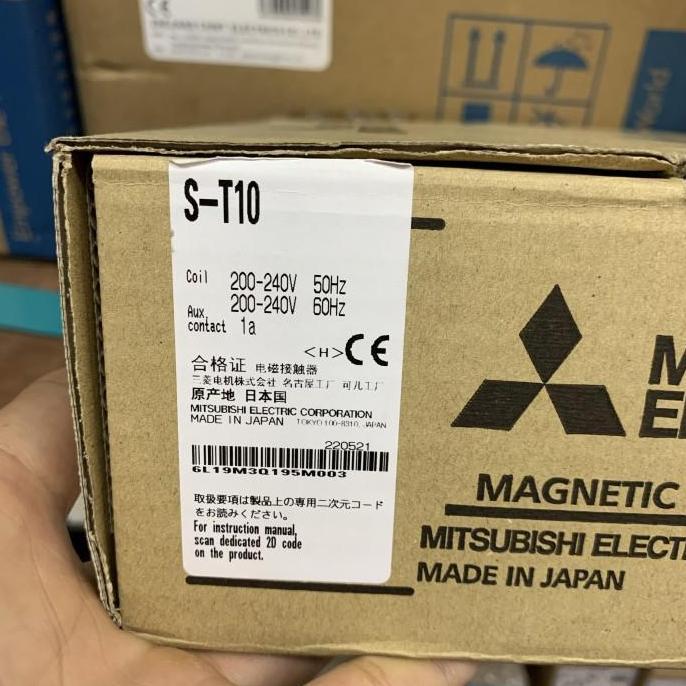 S-T10
Coil 200-240V 50Hz
200-240V 60Hz
Aux. contact 1a
<H> CE
合格证 电磁接触器
三菱电机株式会社 名古屋工厂 可儿工厂
原产地 日本国
MITSUBISHI ELECTRIC CORPORATION
MADE IN JAPAN TOKYO 100-8310, JAPAN
220521
6L19M3Q195M003
取扱要項は製品上の専用二次元コード
をお読みください。
For instruction manual,
scan dedicated 2D code
on the product.
MAGNETIC
MITSUBISHI ELECT
MADE IN JAPAN
World
CE